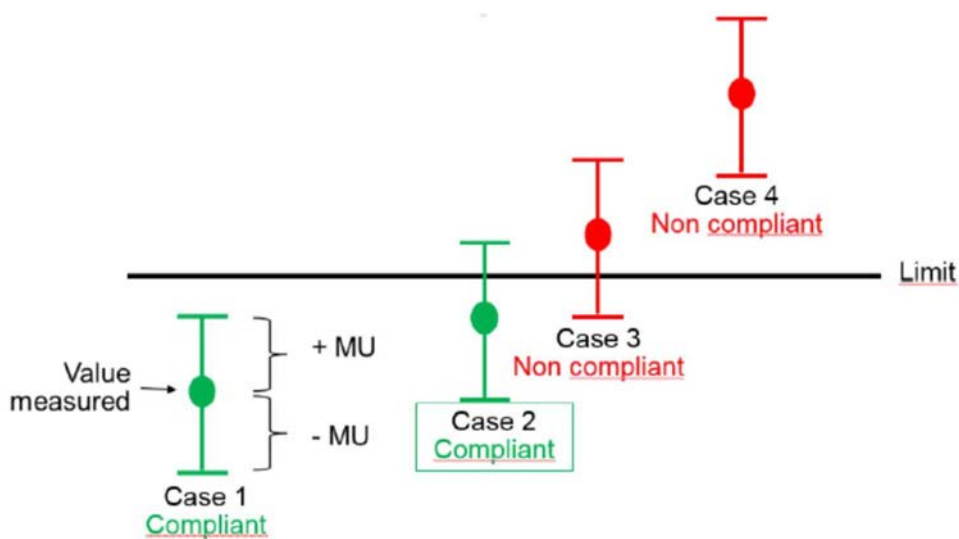 Case 4
Non compliant
Limit
+ MU
Case 3
Non compliant
Value
measured
Case 2
Compliant
- MU
Case 1
Compliant